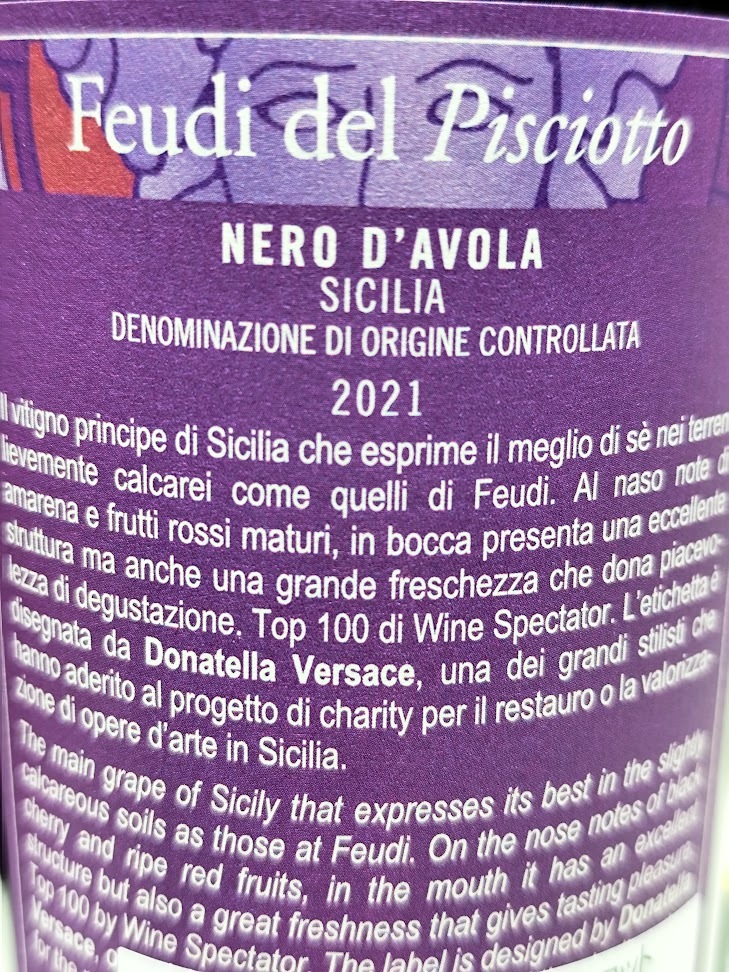 Feudi del Pisciotto
NERO D'AVOLA
SICILIA
DENOMINAZIONE DI ORIGINE CONTROLLATA
2021
Il vitigno principe di Sicilia che esprime il meglio di sè nei terreni
lievemente calcarei come quelli di Feudi. Al naso note di
amarena e frutti rossi maturi, in bocca presenta una eccellente
struttura ma anche una grande freschezza che dona piacevo-
lezza di degustazione. Top 100 di Wine Spectator. L'etichetta è
disegnata da Donatella Versace, una dei grandi stilisti che
hanno aderito al progetto di charity per il restauro o la valorizza-
zione di opere d'arte in Sicilia.
The main grape of Sicily that expresses its best in the slightly
calcareous soils as those at Feudi. On the nose notes of black
cherry and ripe red fruits, in the mouth it has an excellent
structure but also a great freshness that gives tasting pleasure.
Top 100 by Wine Spectator. The label is designed by Donatella
Versace,
for the